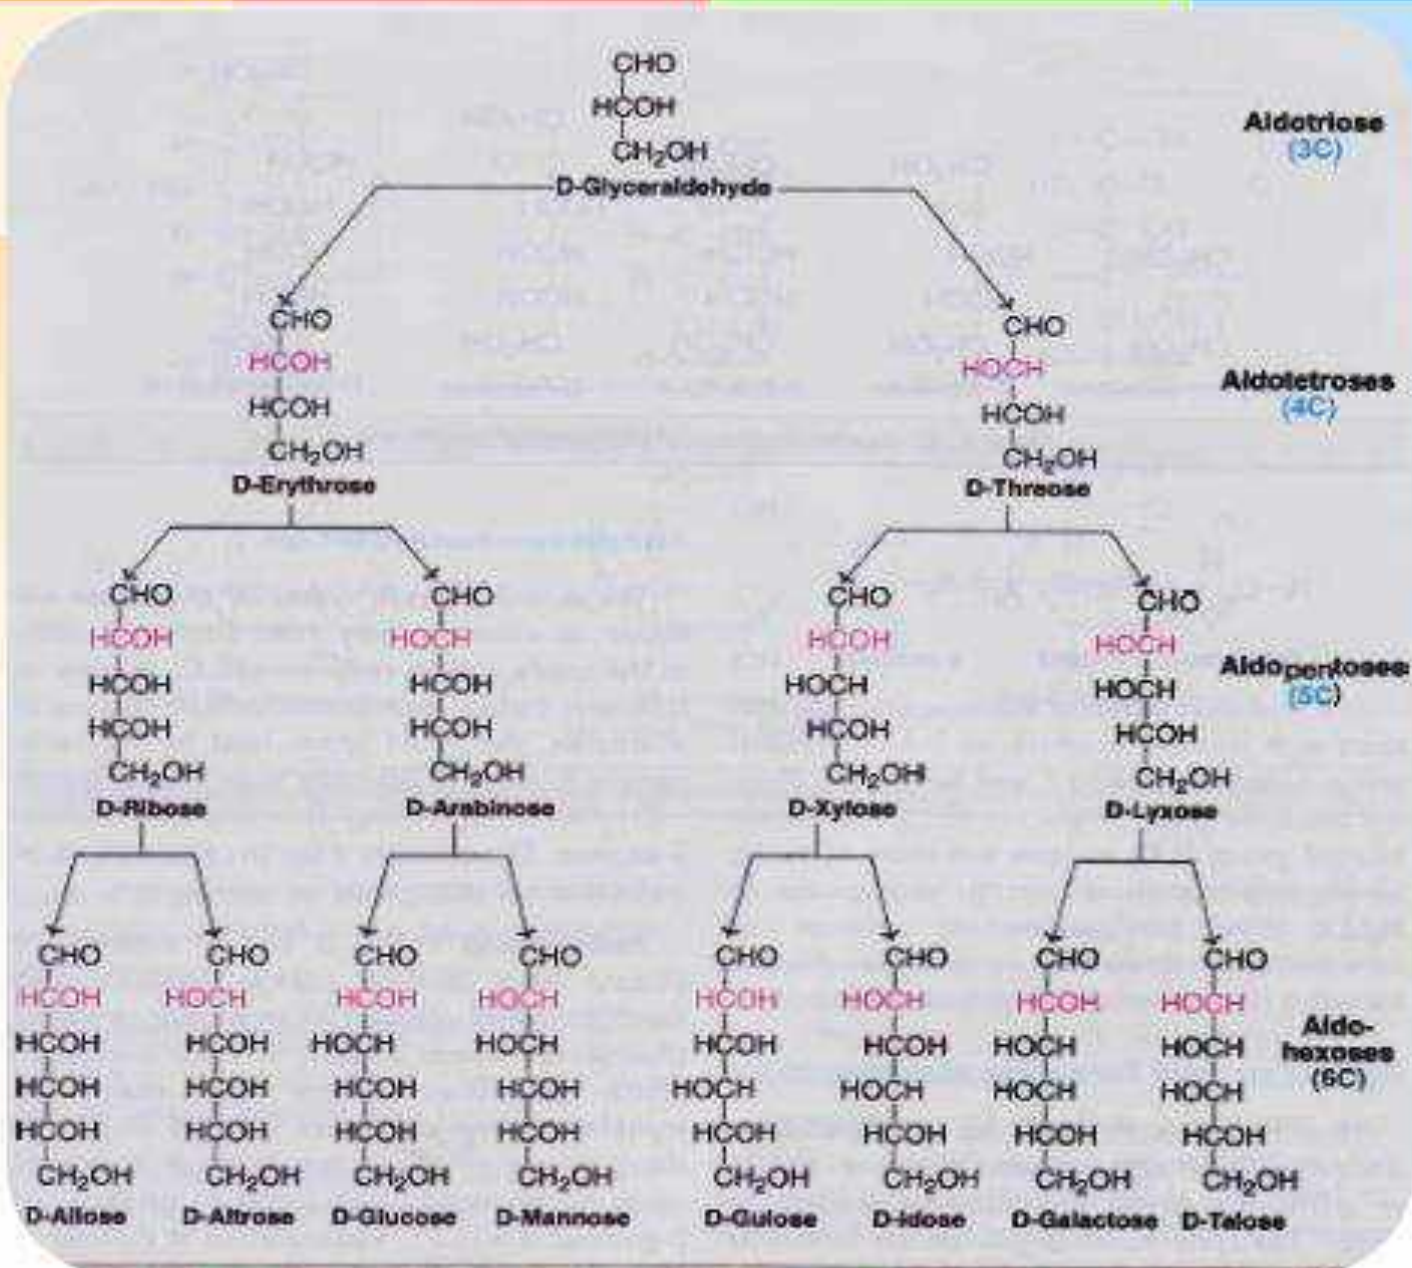 CHO
HCOH
CH₂OH
D-Glyceraldehyde
Aldotriose
(3C)
CHO
HCOH
HCOH
CH₂OH
D-Erythrose
CHO
HOCH
HCOH
CH₂OH
D-Threose
Aldotetroses
(4C)
CHO
HCOH
HCOH
HCOH
CH₂OH
D-Ribose
CHO
HOCH
HCOH
HCOH
CH₂OH
D-Arabinose
CHO
HCOH
HOCH
HCOH
CH₂OH
D-Xylose
CHO
HOCH
HOCH
HCOH
CH₂OH
D-Lyxose
Aldopentoses
(5C)
CHO
HCOH
HCOH
HCOH
HCOH
CH₂OH
D-Allose
CHO
HOCH
HCOH
HCOH
HCOH
CH₂OH
D-Altrose
CHO
HCOH
HOCH
HCOH
HCOH
CH₂OH
D-Glucose
CHO
HOCH
HOCH
HCOH
HCOH
CH₂OH
D-Mannose
CHO
HCOH
HCOH
HOCH
HCOH
CH₂OH
D-Gulose
CHO
HOCH
HCOH
HOCH
HCOH
CH₂OH
D-Idose
CHO
HCOH
HOCH
HOCH
HCOH
CH₂OH
D-Galactose
CHO
HOCH
HOCH
HOCH
HCOH
CH₂OH
D-Talose
Aldo-
hexoses
(6C)